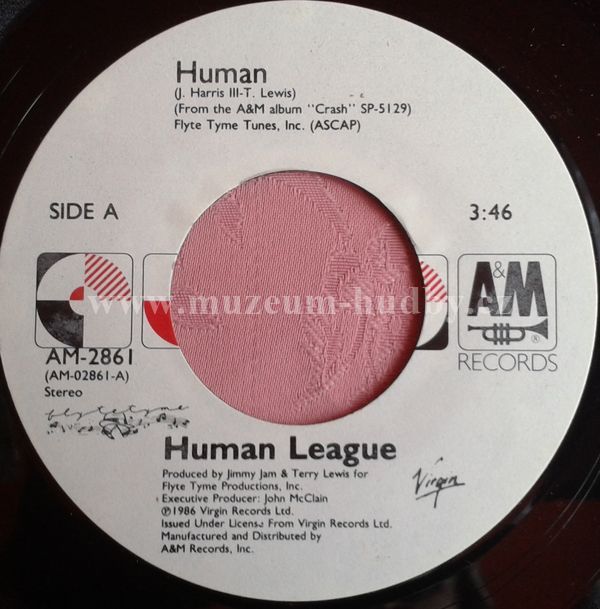 Human
(J. Harris III-T. Lewis)
(From the A&M album "Crash" SP-5129)
Flyte Tyme Tunes, Inc. (ASCAP)
SIDE A
3:46
A&M
®
RECORDS
www.muzeum-hudby.cz
AM-2861
(AM-02861-A)
Stereo
flytetyme
Human League
Produced by Jimmy Jam & Terry Lewis for
Flyte Tyme Productions, Inc.
Executive Producer: John McClain
℗1986 Virgin Records Ltd.
Issued Under License From Virgin Records Ltd.
Manufactured and Distributed by
A&M Records, Inc.
Virgin